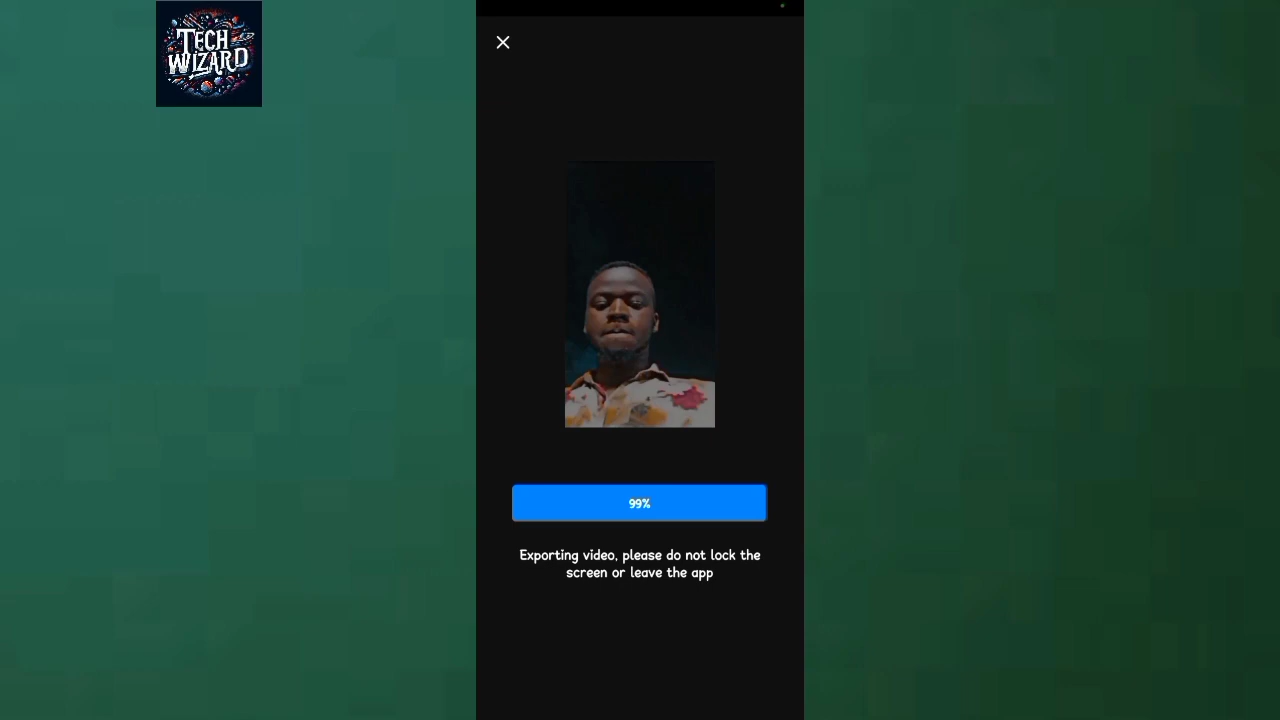 TECH
WIZARD
99%
Exporting video, please do not lock the
screen or leave the app